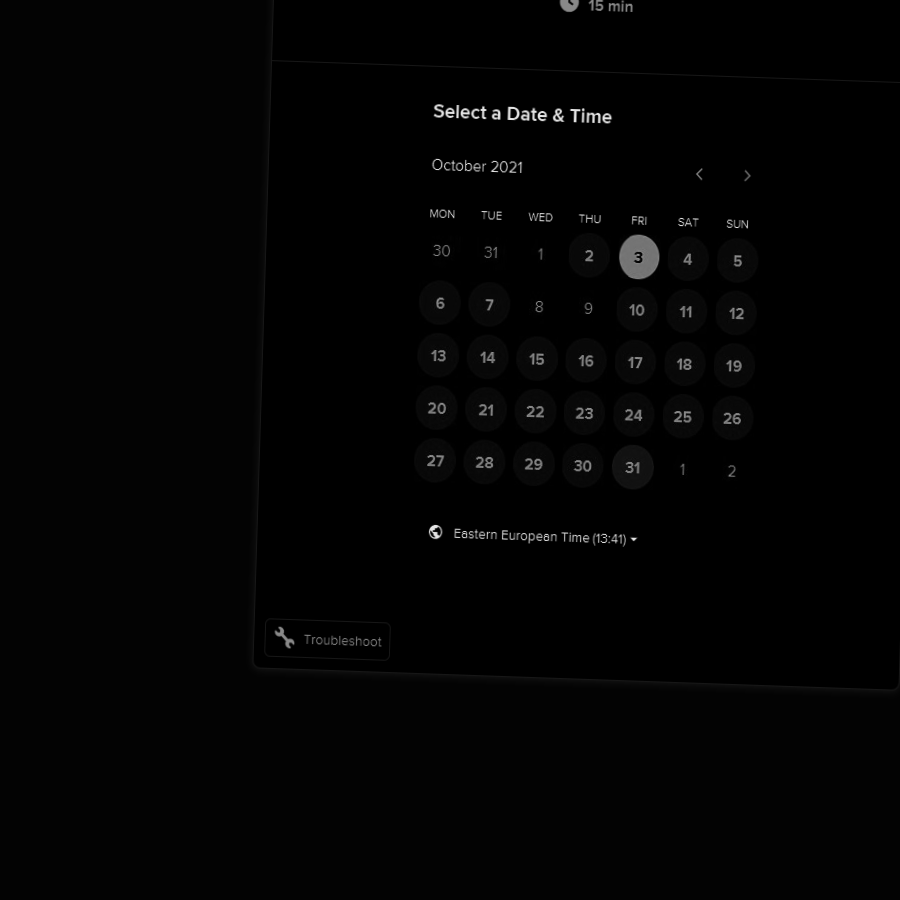 15 min
Select a Date & Time
October 2021
MON TUE WED THU FRI SAT SUN
30 31 1 2 3 4 5
6 7 8 9 10 11 12
13 14 15 16 17 18 19
20 21 22 23 24 25 26
27 28 29 30 31 1 2
Eastern European Time (13:41)
Troubleshoot